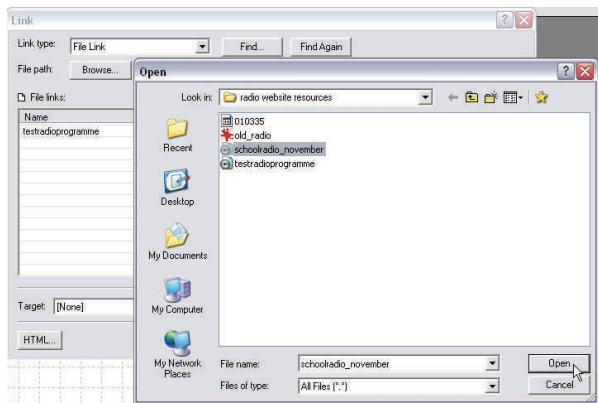 Link
Link type: File Link Find... Find Again
File path: Browse...
File links:
Name
testradioprogramme
Target: [None]
HTML...
Open
Look in: radio website resources
Recent
Desktop
My Documents
My Computer
My Network Places
010335
old_radio
schoolradio_november
testradioprogramme
File name: schoolradio_november Open
Files of type: All Files (*.*) Cancel